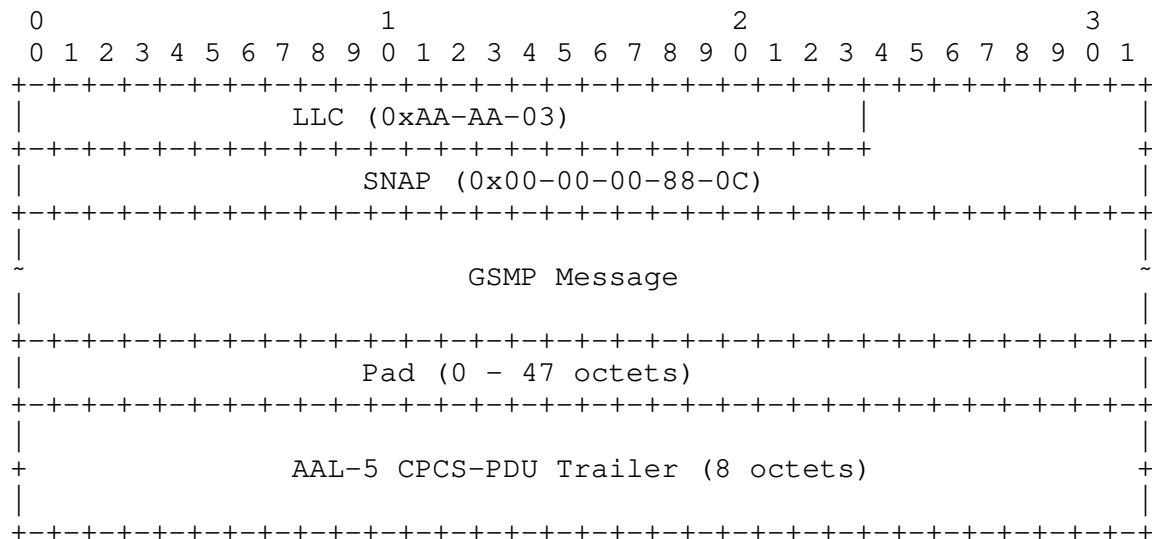 0                   1                   2                   3
 0 1 2 3 4 5 6 7 8 9 0 1 2 3 4 5 6 7 8 9 0 1 2 3 4 5 6 7 8 9 0 1
+-+-+-+-+-+-+-+-+-+-+-+-+-+-+-+-+-+-+-+-+-+-+-+-+-+-+-+-+-+-+-+-+
|               LLC (0xAA-AA-03)                |               |
+-+-+-+-+-+-+-+-+-+-+-+-+-+-+-+-+-+-+-+-+-+-+-+-+               +
|                   SNAP (0x00-00-00-88-0C)                     |
+-+-+-+-+-+-+-+-+-+-+-+-+-+-+-+-+-+-+-+-+-+-+-+-+-+-+-+-+-+-+-+-+
|                                                               |
~                         GSMP Message                          ~
|                                                               |
+-+-+-+-+-+-+-+-+-+-+-+-+-+-+-+-+-+-+-+-+-+-+-+-+-+-+-+-+-+-+-+-+
|                   Pad (0 - 47 octets)                         |
+-+-+-+-+-+-+-+-+-+-+-+-+-+-+-+-+-+-+-+-+-+-+-+-+-+-+-+-+-+-+-+-+
|                                                               |
+               AAL-5 CPCS-PDU Trailer (8 octets)               +
|                                                               |
+-+-+-+-+-+-+-+-+-+-+-+-+-+-+-+-+-+-+-+-+-+-+-+-+-+-+-+-+-+-+-+-+